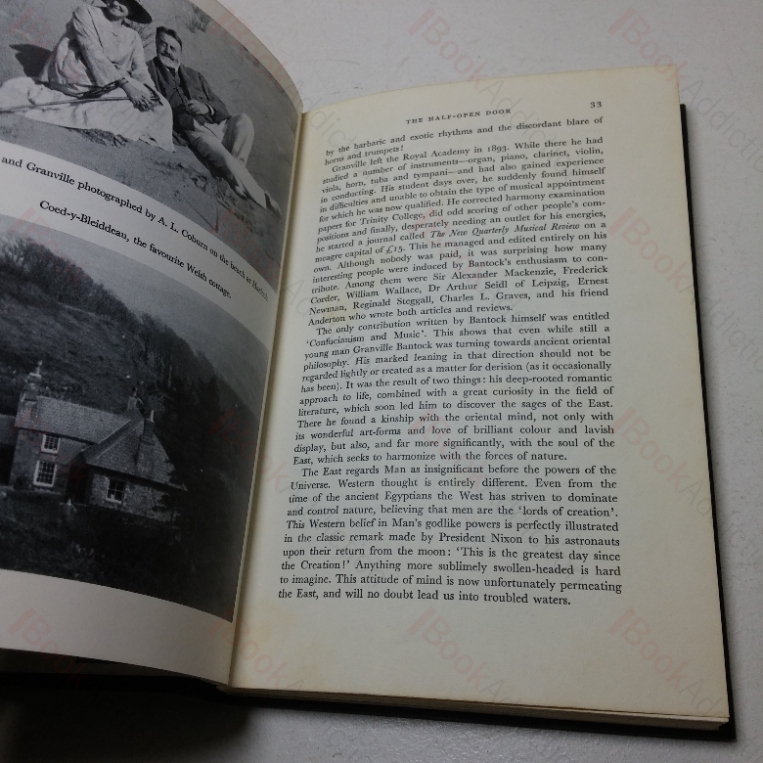 and Granville photographed by A. L. Coburn on the beach at
Coed-y-Bleiddean, the favourite Welsh cottage.
THE HALF-OPEN DOOR 33
by the barbaric and exotic rhythms and the discordant blare of
horns and trumpets!
Granville left the Royal Academy in 1893. While there he had
studied a number of instruments—organ, piano, clarinet, violin,
viola, horn, tuba and tympani—and had also gained experience
in conducting. His student days over, he suddenly found himself
in difficulties and unable to obtain the type of musical appointment
for which he was now qualified. He corrected harmony examination
papers for Trinity College, did odd scoring of other people's com-
positions and finally, desperately needing an outlet for his energies,
he started a journal called The New Quarterly Musical Review on a
meagre capital of £15. This he managed and edited entirely on his
own. Although nobody was paid, it was surprising how many
interesting people were induced by Bantock's enthusiasm to con-
tribute. Among them were Sir Alexander Mackenzie, Frederick
Corder, William Wallace, Dr Arthur Seidl of Leipzig, Ernest
Newman, Reginald Steggall, Charles L. Graves, and his friend
Anderton who wrote both articles and reviews.
The only contribution written by Bantock himself was entitled
'Confucianism and Music'. This shows that even while still a
young man Granville Bantock was turning towards ancient oriental
philosophy. His marked leaning in that direction should not be
regarded lightly or treated as a matter for derision (as it occasionally
has been). It was the result of two things: his deep-rooted romantic
approach to life, combined with a great curiosity in the field of
literature, which soon led him to discover the sages of the East.
There he found a kinship with the oriental mind, not only with
its wonderful art-forms and love of brilliant colour and lavish
display, but also, and far more significantly, with the soul of the
East, which seeks to harmonize with the forces of nature.
The East regards Man as insignificant before the powers of the
Universe. Western thought is entirely different. Even from the
time of the ancient Egyptians the West has striven to dominate
and control nature, believing that men are the 'lords of creation'.
This Western belief in Man's godlike powers is perfectly illustrated
in the classic remark made by President Nixon to his astronauts
upon their return from the moon: 'This is the greatest day since
the Creation!' Anything more sublimely swollen-headed is hard
to imagine. This attitude of mind is now unfortunately permeating
the East, and will no doubt lead us into troubled waters.